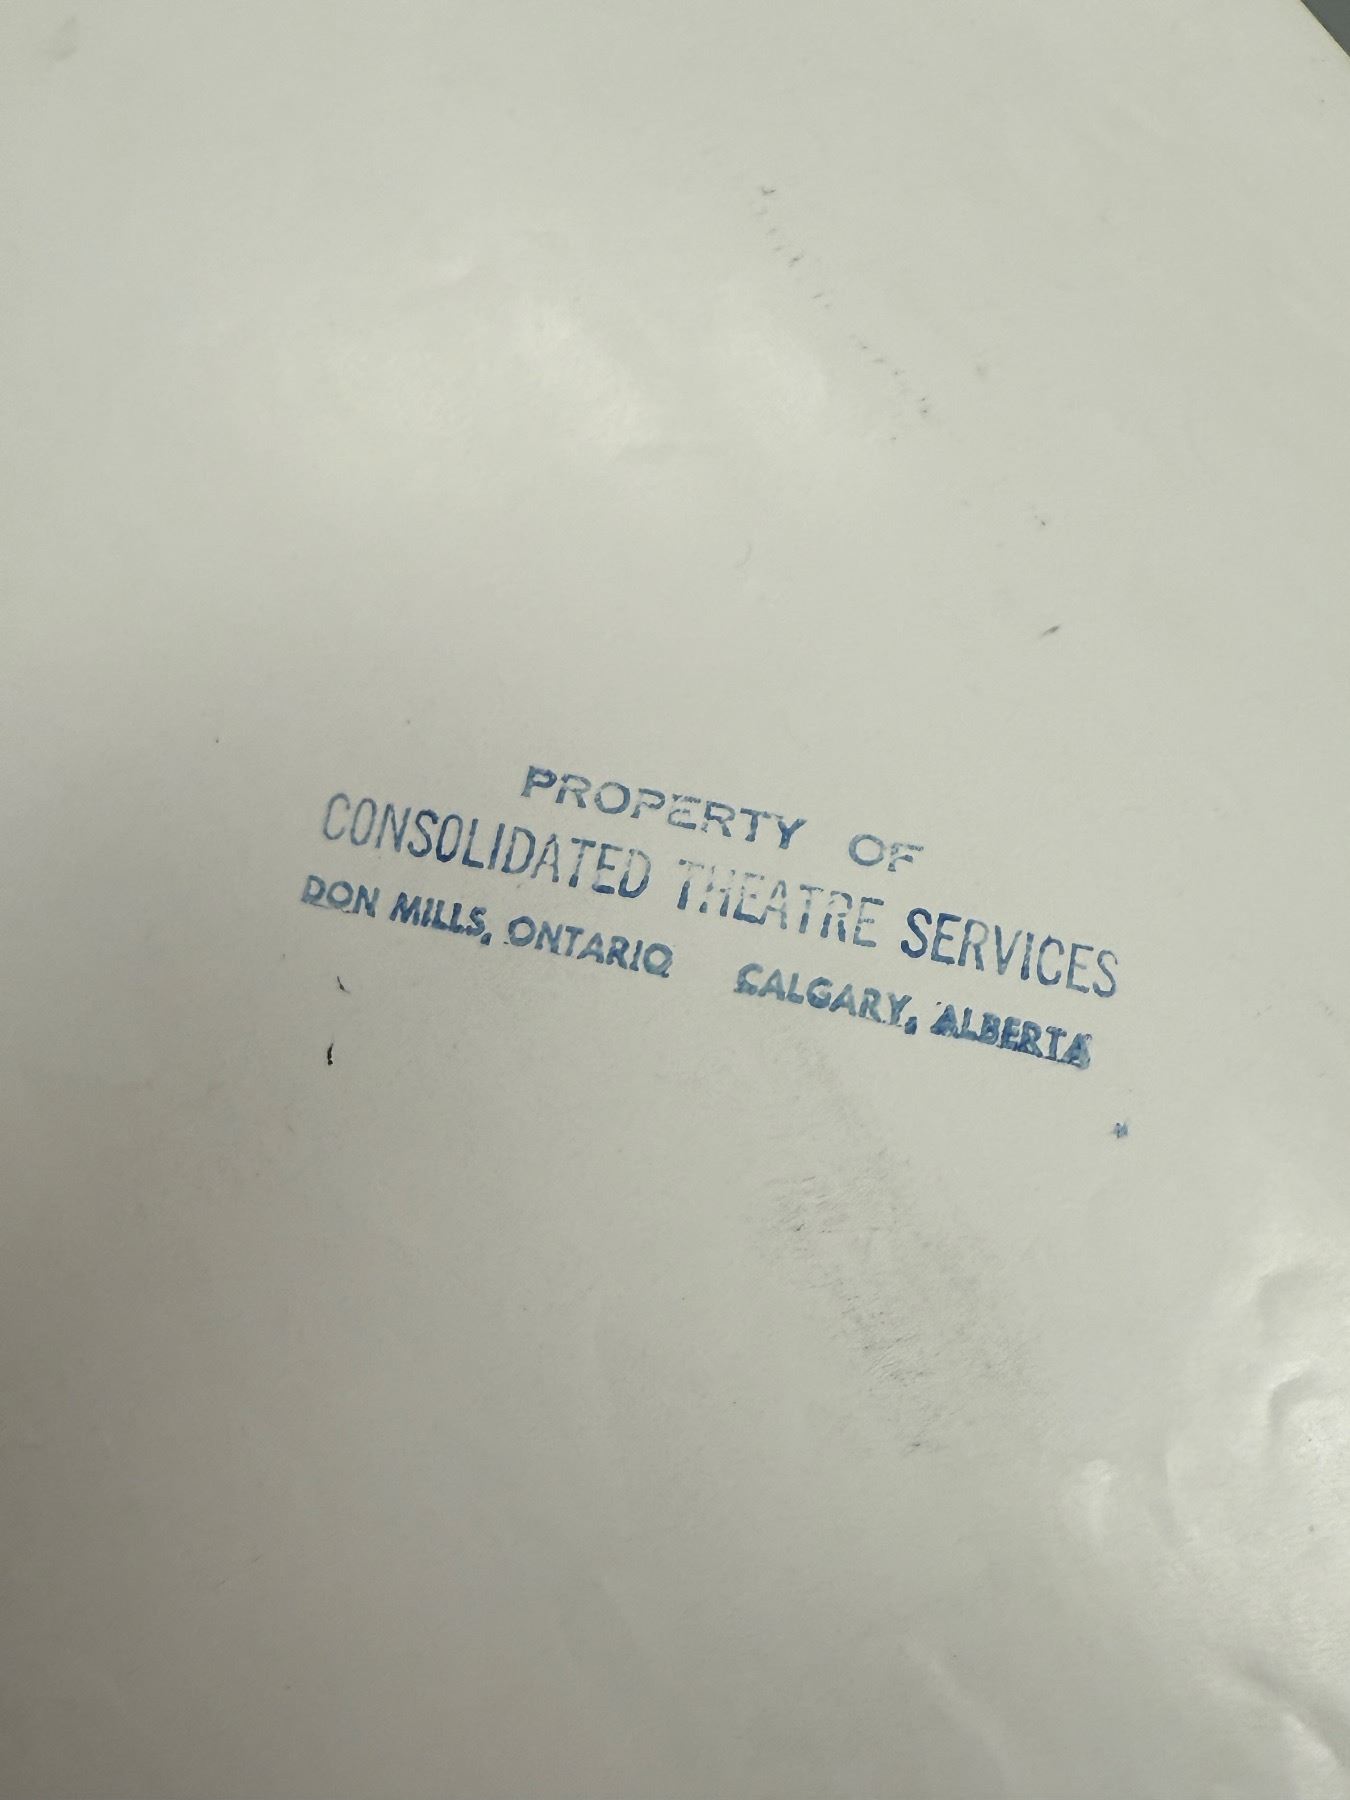 PROPERTY OF
CONSOLIDATED THEATRE SERVICES
DON MILLS, ONTARIO CALGARY, ALBERTA